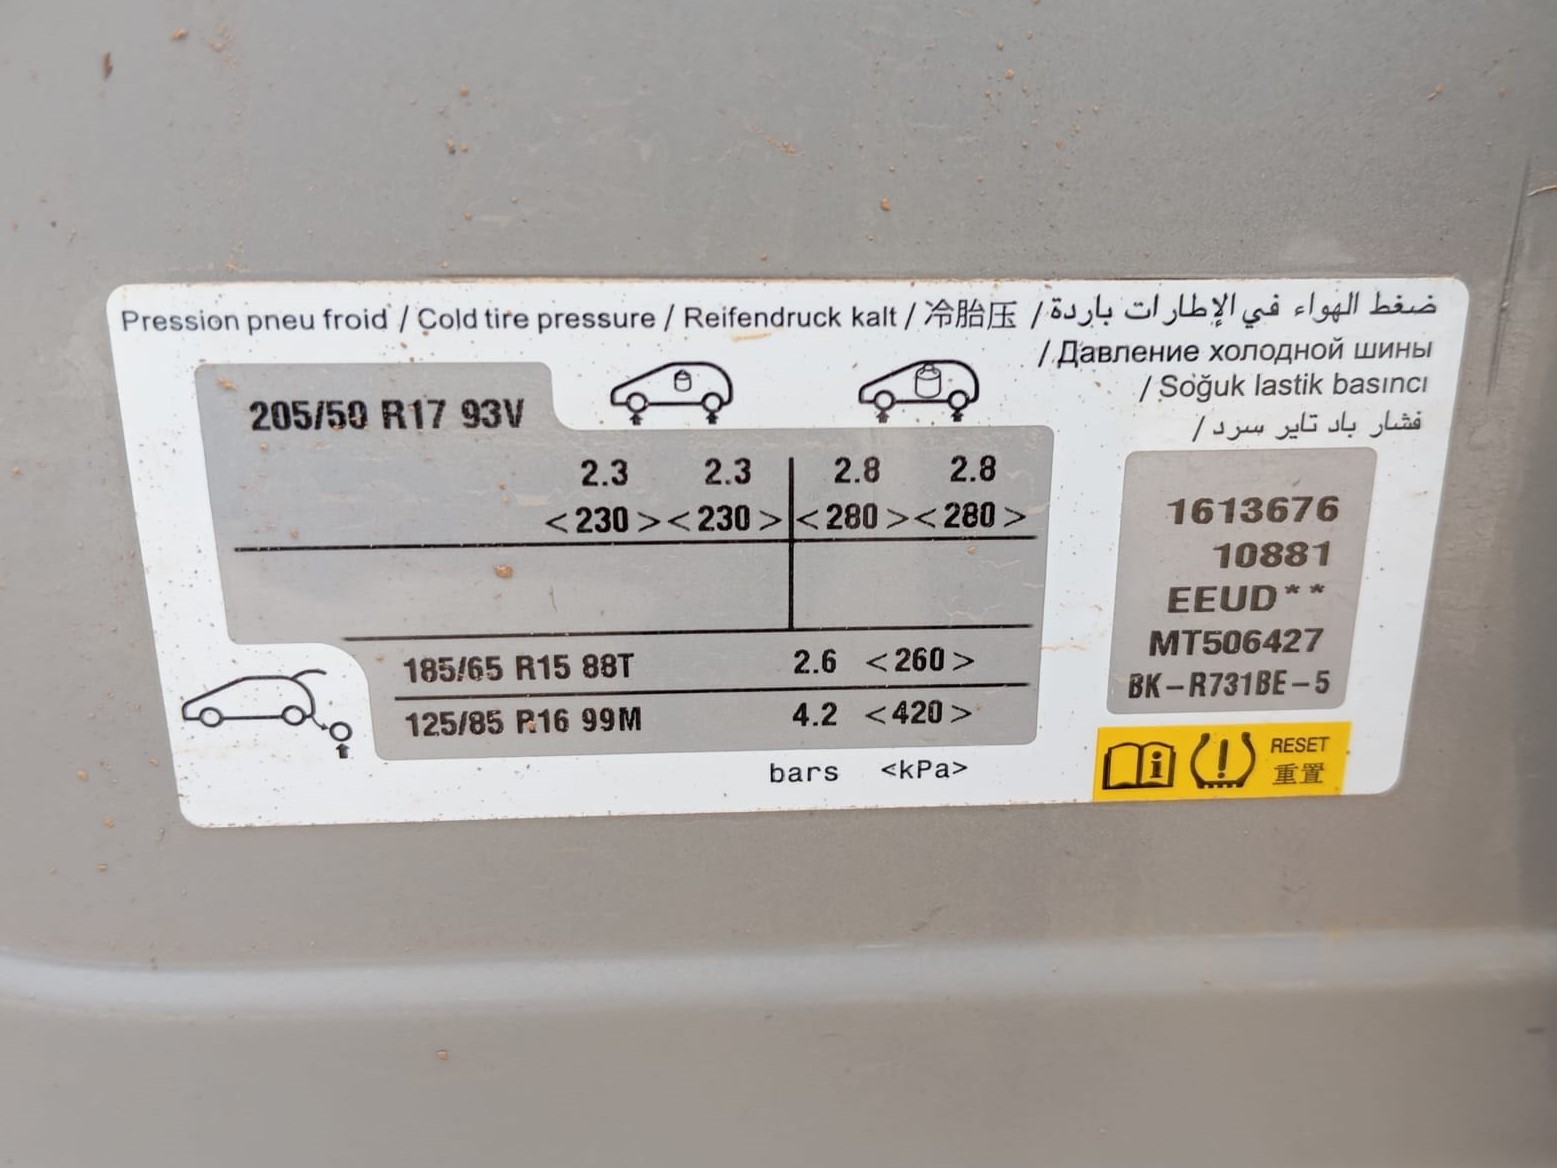 Pression pneu froid / Cold tire pressure / Reifendruck kalt / 冷胎压 / ضغط الهواء في الإطارات باردة
/ Давление холодной шины
/ Soğuk lastik basıncı
فشار باد تایر سرد /
205/50 R17 93V
2.3 2.3 2.8 2.8
<230> <230> <280> <280>
185/65 R15 88T 2.6 <260>
125/85 R16 99M 4.2 <420>
bars <kPa>
1613676
10881
EEUD**
MT506427
BK-R731BE-5
RESET
重置